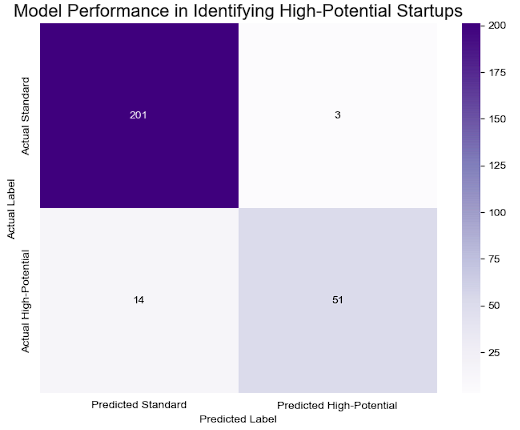 Model Performance in Identifying High-Potential Startups
Actual Label
Actual Standard
201
3
Actual High-Potential
14
51
Predicted Standard
Predicted High-Potential
Predicted Label
200
175
150
125
100
75
50
25